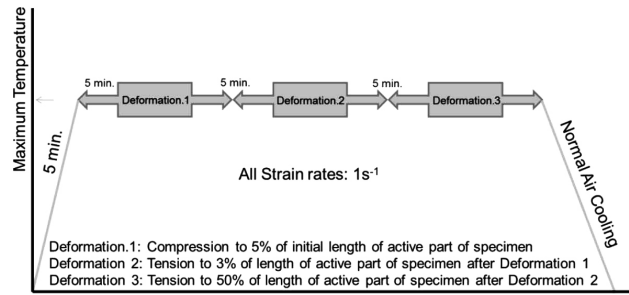 Maximum Temperature
5 min.
5 min.
5 min.
5 min.
Deformation.1
Deformation.2
Deformation.3
All Strain rates: 1s-1
Normal Air Cooling
Deformation.1: Compression to 5% of initial length of active part of specimen
Deformation 2: Tension to 3% of length of active part of specimen after Deformation 1
Deformation 3: Tension to 50% of length of active part of specimen after Deformation 2